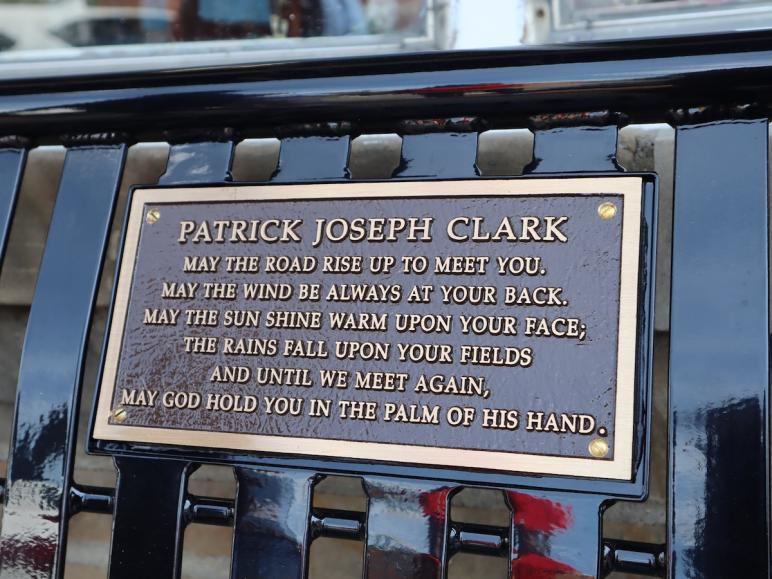 PATRICK JOSEPH CLARK
MAY THE ROAD RISE UP TO MEET YOU.
MAY THE WIND BE ALWAYS AT YOUR BACK.
MAY THE SUN SHINE WARM UPON YOUR FACE;
THE RAINS FALL UPON YOUR FIELDS
AND UNTIL WE MEET AGAIN,
MAY GOD HOLD YOU IN THE PALM OF HIS HAND.